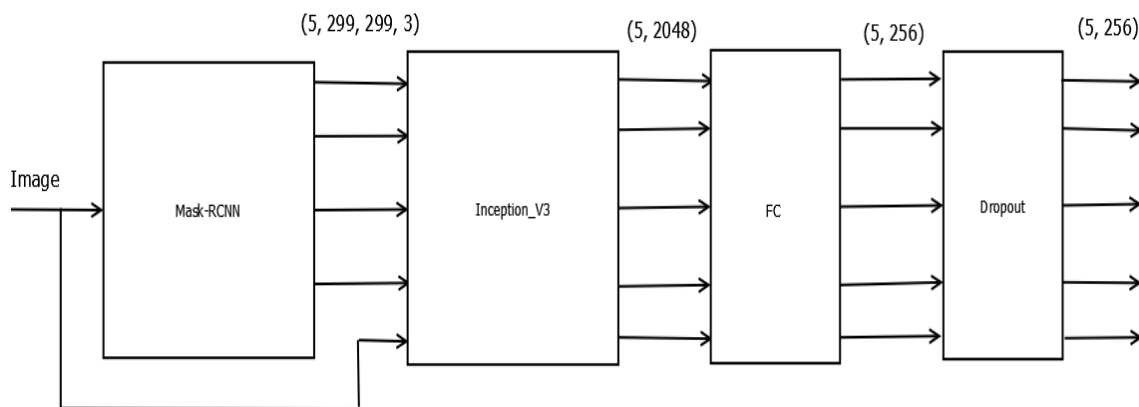 (5, 299, 299, 3)
(5, 2048)
(5, 256)
(5, 256)
Image
Mask-RCNN
Inception_V3
FC
Dropout